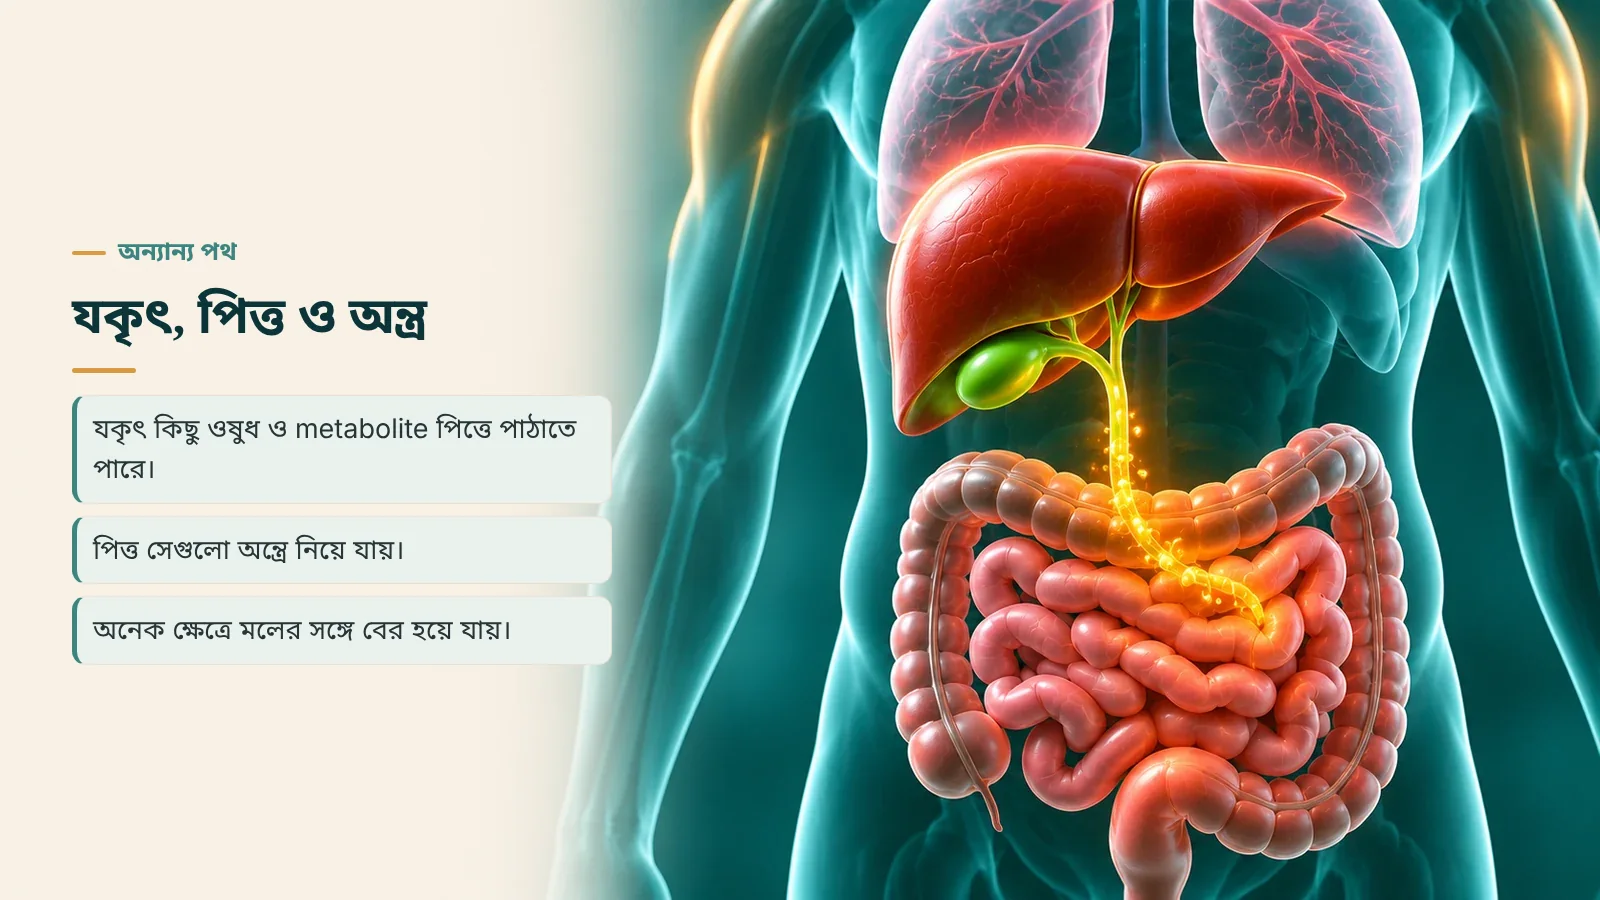 অন্যান্য পথ
যকৃৎ, পিত্ত ও অন্ত্র
যকৃৎ কিছু ওষুধ ও metabolite পিত্তে পাঠাতে
পারে।
পিত্ত সেগুলো অন্ত্রে নিয়ে যায়।
অনেক ক্ষেত্রে মলের সঙ্গে বের হয়ে যায়।